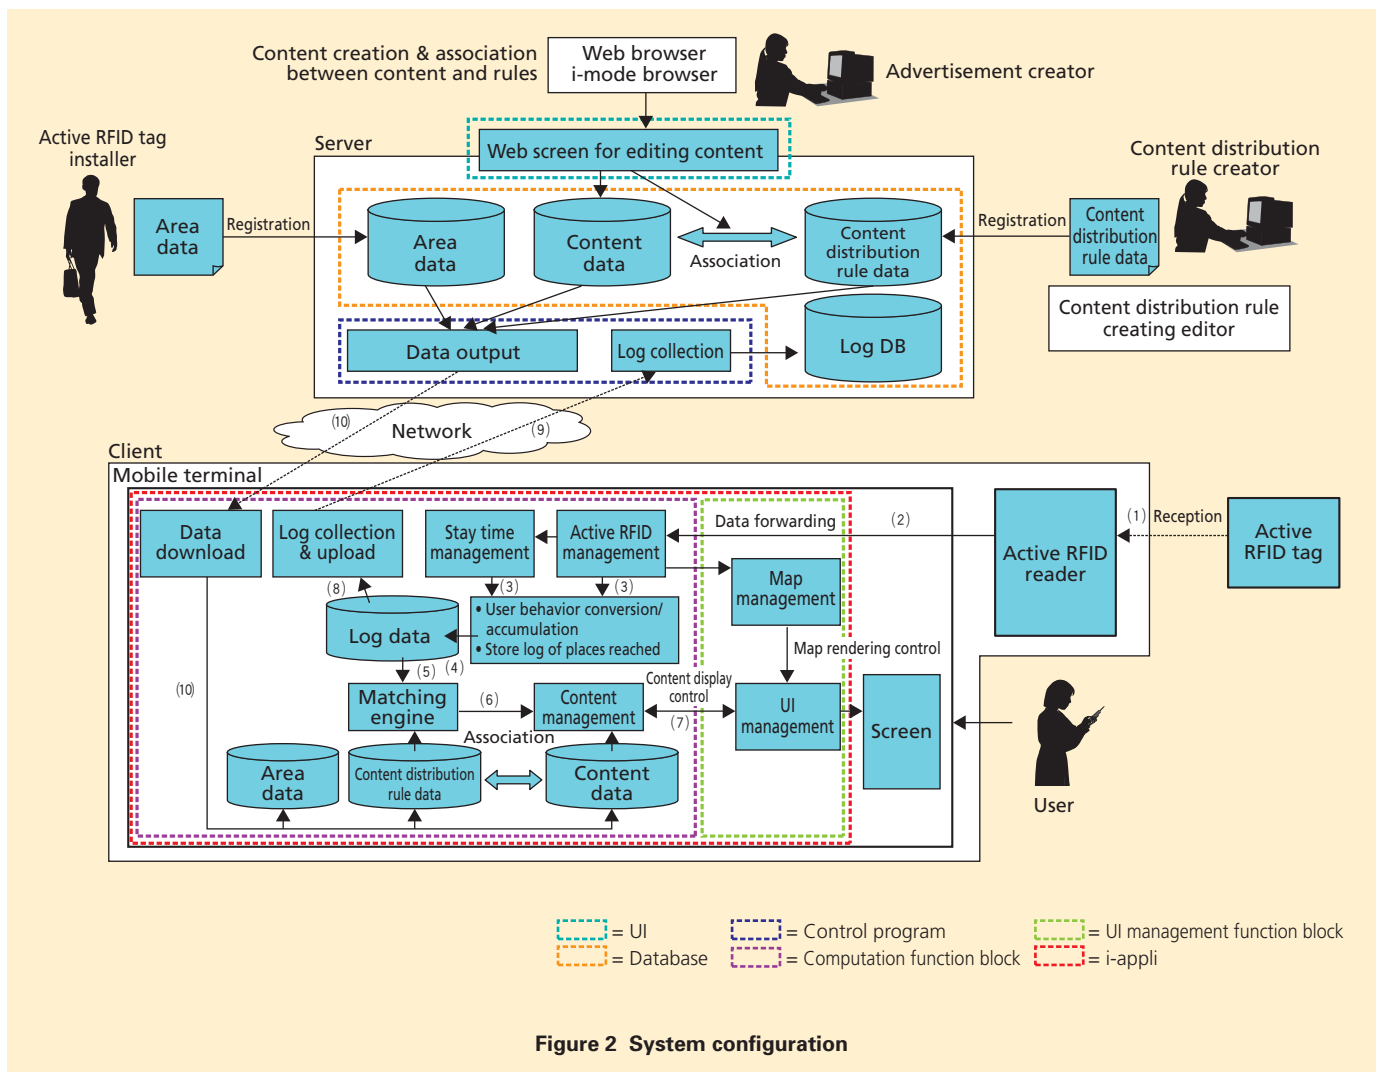 Content creation & association
between content and rules
Web browser
i-mode browser
Advertisement creator
Active RFID tag
installer
Server
Web screen for editing content
Content distribution
rule creator
Area
data
Registration
Area
data
Content
data
Association
Content
distribution
rule data
Registration
Content
distribution
rule data
Content distribution rule
creating editor
Data output
Log collection
Log DB
(10)
Network
(9)
Client
Mobile terminal
Data
download
Log collection
& upload
Stay time
management
Active RFID
management
Data forwarding
(2)
Active RFID
reader
(1)
Reception
Active
RFID tag
(8)
(3)
(3)
Map
management
• User behavior conversion/
accumulation
• Store log of places reached
Log data
(5)
(4)
Map rendering control
(10)
Matching
engine
(6)
Content
management
Content display
control
(7)
UI
management
Screen
Association
Area
data
Content distribution
rule data
Content
data
User
= UI
= Control program
= UI management function block
= Database
= Computation function block
= i-appli
Figure 2 System configuration